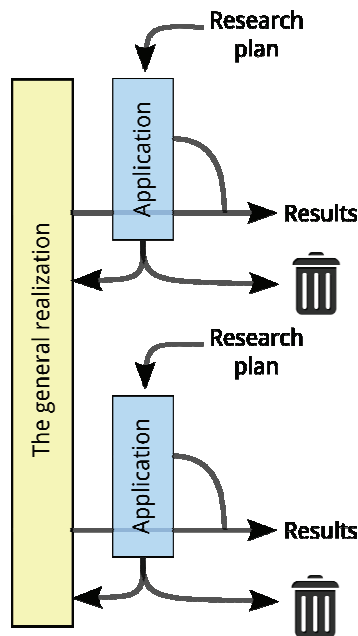 Research
plan
Application
Results
The general realization
Research
plan
Application
Results